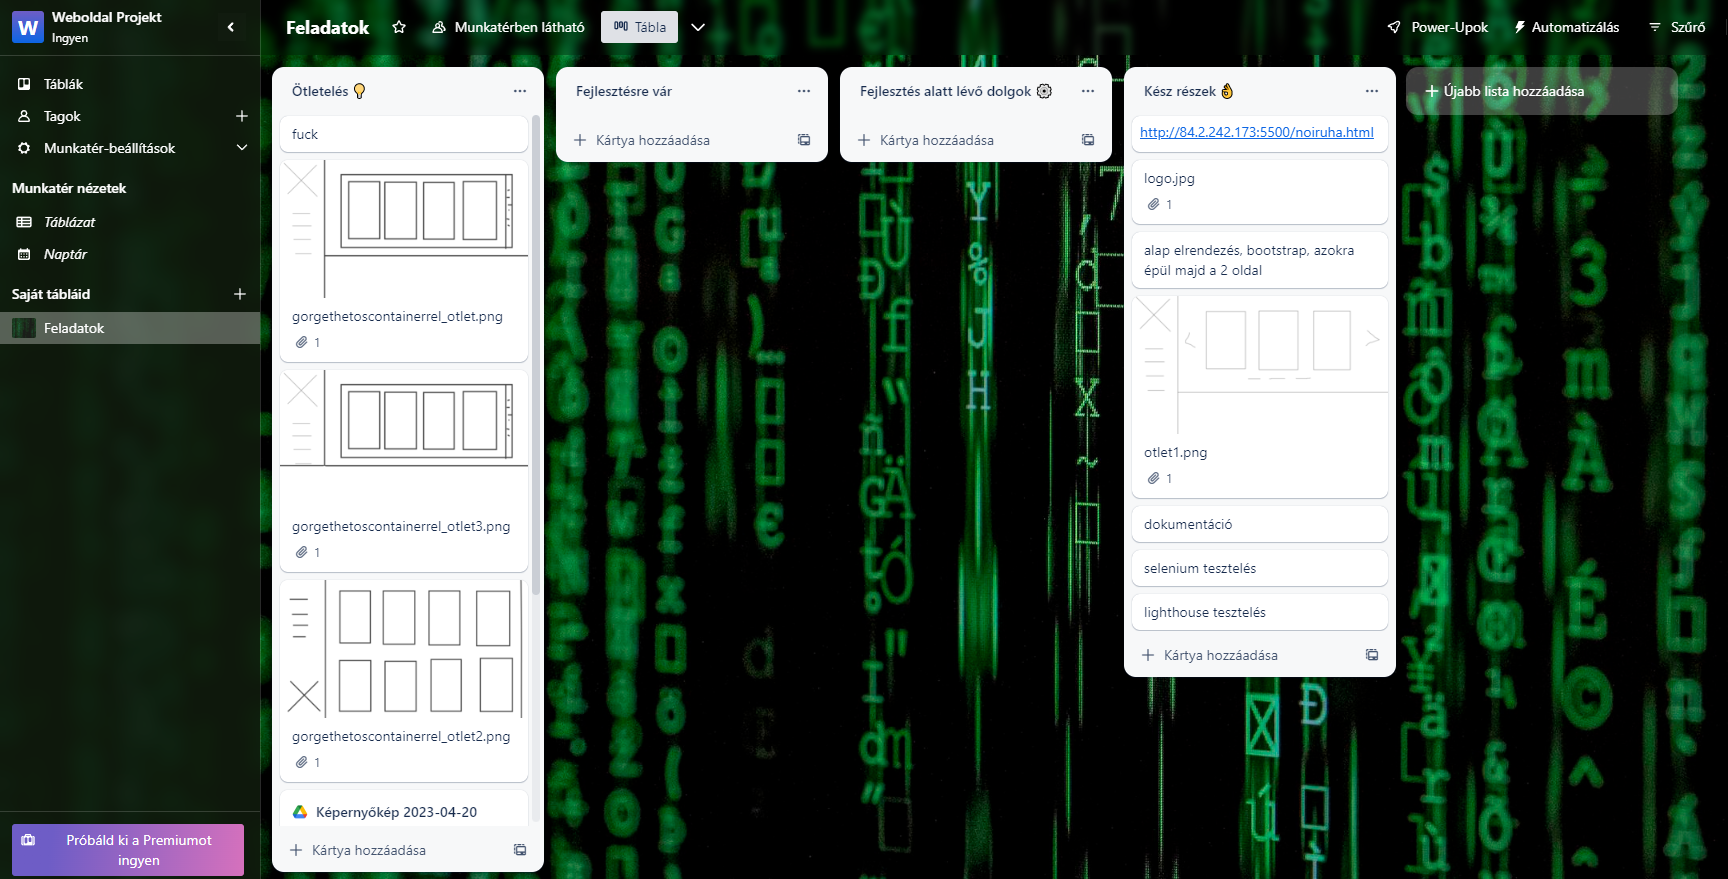 W
Weboldal Projekt
Ingyen
Táblák
Tagok
Munkatér-beállítások
Munkatér nézetek
Táblázat
Naptár
Saját tábláid
Feladatok
Próbáld ki a Premiumot
ingyen
Feladatok
Munkatérben látható
Tábla
Power-Upok
Automatizálás
Szűrő
Ötletelés 💡
fuck
gorgethetoscontainerrel_otlet.png
1
gorgethetoscontainerrel_otlet3.png
1
gorgethetoscontainerrel_otlet2.png
1
Képernyőkép 2023-04-20
Kártya hozzáadása
Fejlesztésre vár
Kártya hozzáadása
Fejlesztés alatt lévő dolgok ⚙️
Kártya hozzáadása
Kész részek 👌
http://84.2.242.173:5500/noiruha.html
logo.jpg
1
alap elrendezés, bootstrap, azokra
épül majd a 2 oldal
otlet1.png
1
dokumentáció
selenium tesztelés
lighthouse tesztelés
Kártya hozzáadása
Újabb lista hozzáadása